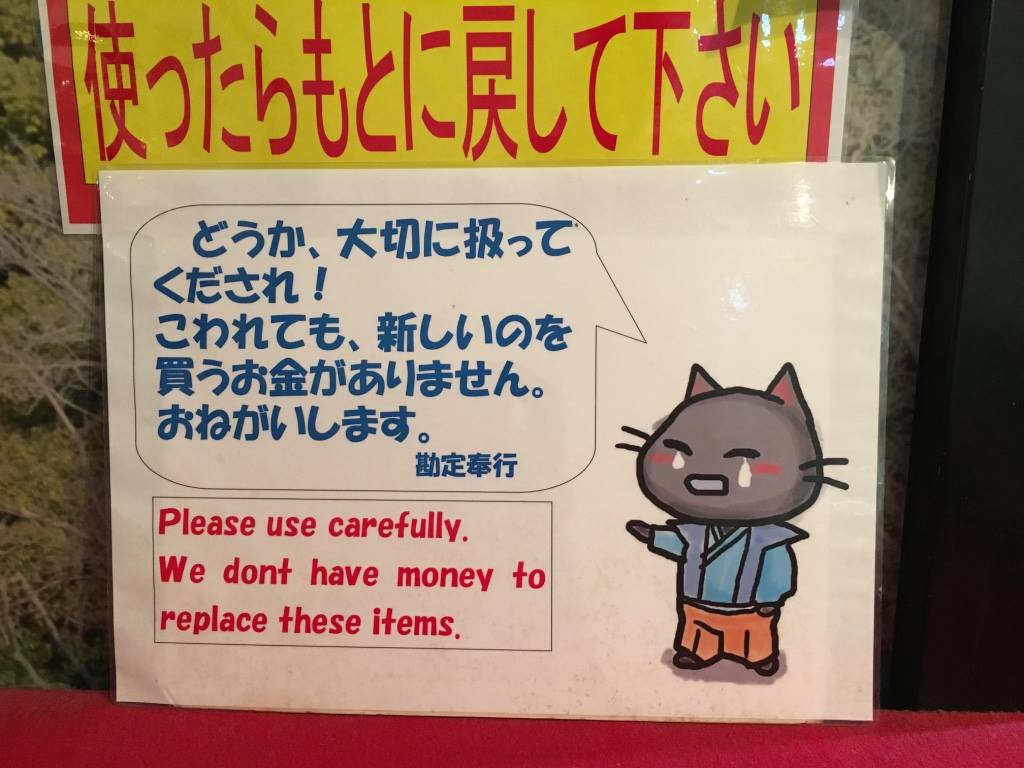 使ったらもとに戻して下さい
どうか、大切に扱って
くだされ！
こわれても、新しいのを
買うお金がありません。
おねがいします。
勘定奉行
Please use carefully.
We dont have money to
replace these items.